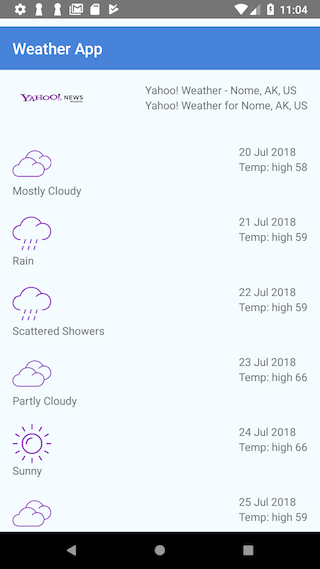 11:04
Weather App
YAHOO! NEWS
Weather
Yahoo! Weather - Nome, AK, US
Yahoo! Weather for Nome, AK, US
20 Jul 2018
Temp: high 58
Mostly Cloudy
21 Jul 2018
Temp: high 59
Rain
22 Jul 2018
Temp: high 59
Scattered Showers
23 Jul 2018
Temp: high 66
Partly Cloudy
24 Jul 2018
Temp: high 66
Sunny
25 Jul 2018
Temp: high 59